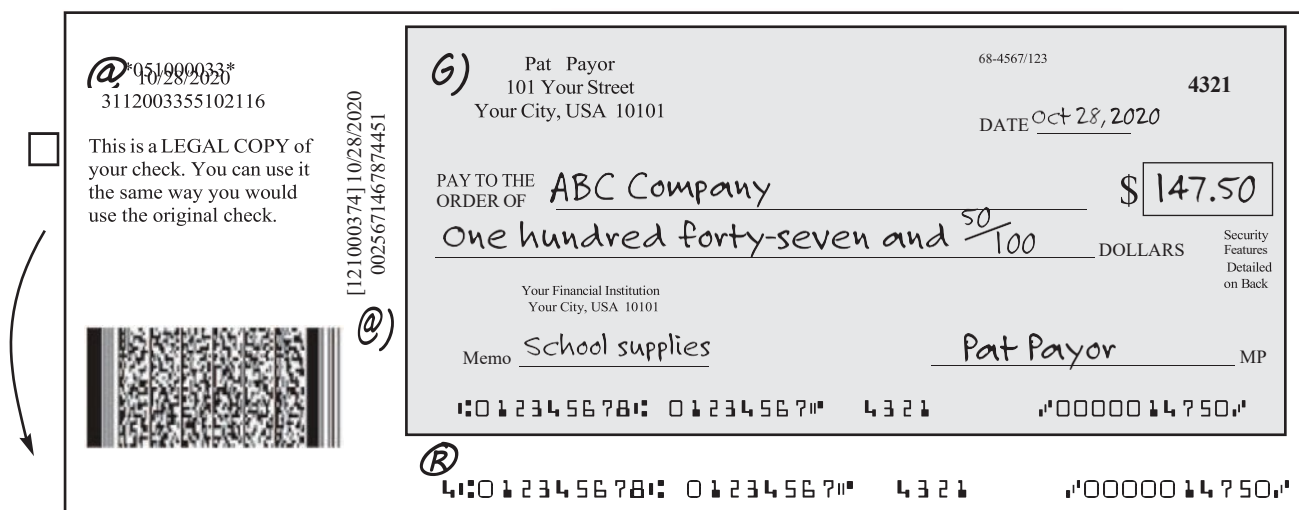 @ *051000033*
10/28/2020
3112003355102116
This is a LEGAL COPY of
your check. You can use it
the same way you would
use the original check.
[121000374] 10/28/2020
0025671467874451
@)
G)
Pat Payor
101 Your Street
Your City, USA 10101
68-4567/123
4321
DATE Oct 28, 2020
PAY TO THE
ORDER OF ABC Company
$ 147.50
One hundred forty-seven and 50/100 DOLLARS
Security
Features
Detailed
on Back
Your Financial Institution
Your City, USA 10101
Memo School supplies
Pat Payor MP
⑆012345678⑆ 01234567⑈ 4321 ⑇0000014750⑇
R
4⑆012345678⑆ 01234567⑈ 4321 ⑇0000014750⑇